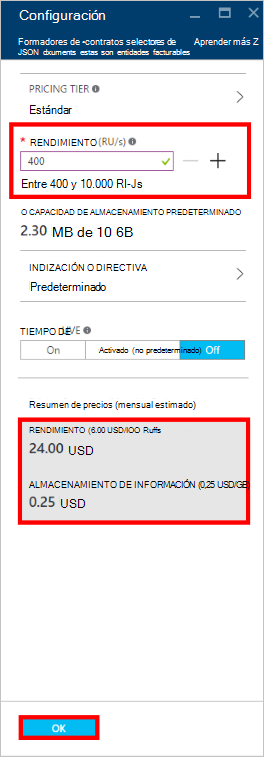 Configuración
Formadores de •contratos selectores de Aprender más Z
JSON dxuments estas son entidades facturables
PRICING TIER
Estándar
* RENDIMIENTO (RU/s)
400
Entre 400 y 10.000 RI-Js
O CAPACIDAD DE ALMACENAMIENTO PREDETERMINADO
2.30 MB de 10 6B
INDIZACIÓN O DIRECTIVA
Predeterminado
TIEMPO DE
On Activado (no predeterminado) Off
Resumen de precios (mensual estimado)
RENDIMIENTO (6.00 USD/IOO Ruffs
24.00 USD
ALMACENAMIENTO DE INFORMACIÓN (0,25 USD/GB)
0.25 USD
OK